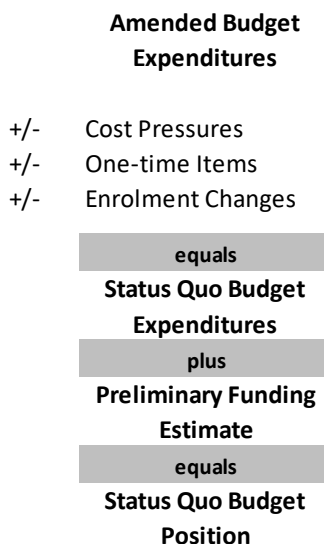 Amended Budget
Expenditures
+/- Cost Pressures
+/- One-time Items
+/- Enrolment Changes
equals
Status Quo Budget
Expenditures
plus
Preliminary Funding
Estimate
equals
Status Quo Budget
Position